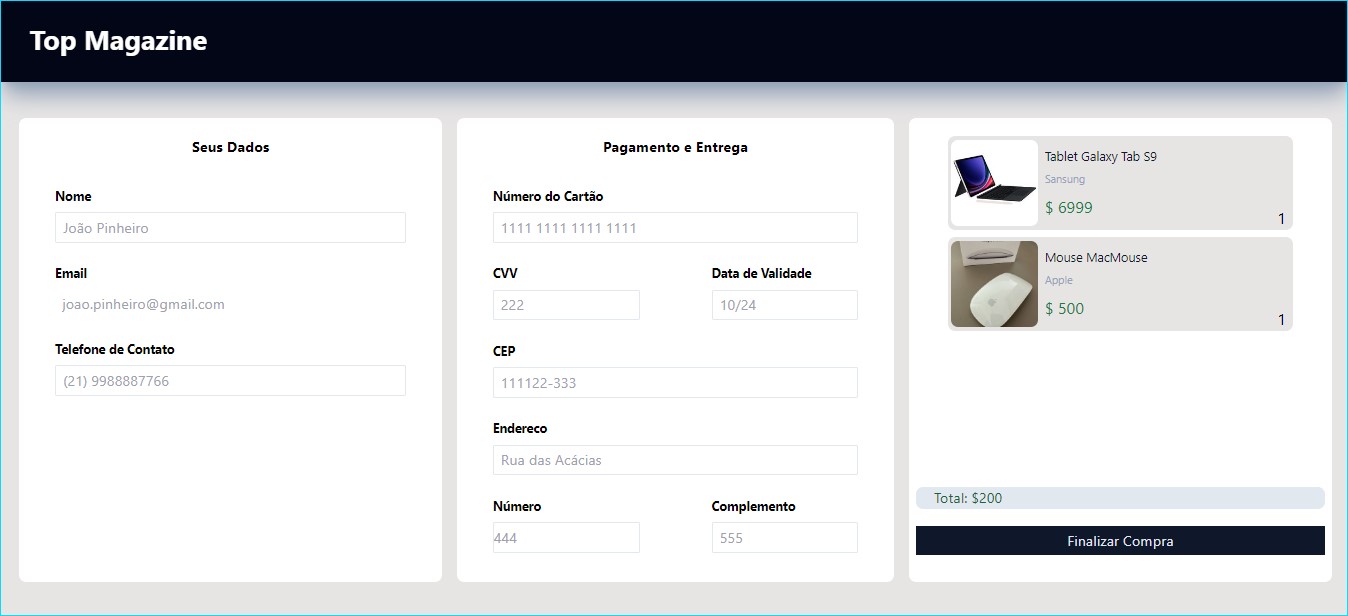 Top Magazine
Seus Dados
Nome
João Pinheiro
Email
joao.pinheiro@gmail.com
Telefone de Contato
(21) 9988887766
Pagamento e Entrega
Número do Cartão
1111 1111 1111 1111
CVV
Data de Validade
222
10/24
CEP
111122-333
Endereco
Rua das Acácias
Número
Complemento
444
555
Tablet Galaxy Tab S9
Sansung
$ 6999
1
Mouse MacMouse
Apple
$ 500
1
Total: $200
Finalizar Compra